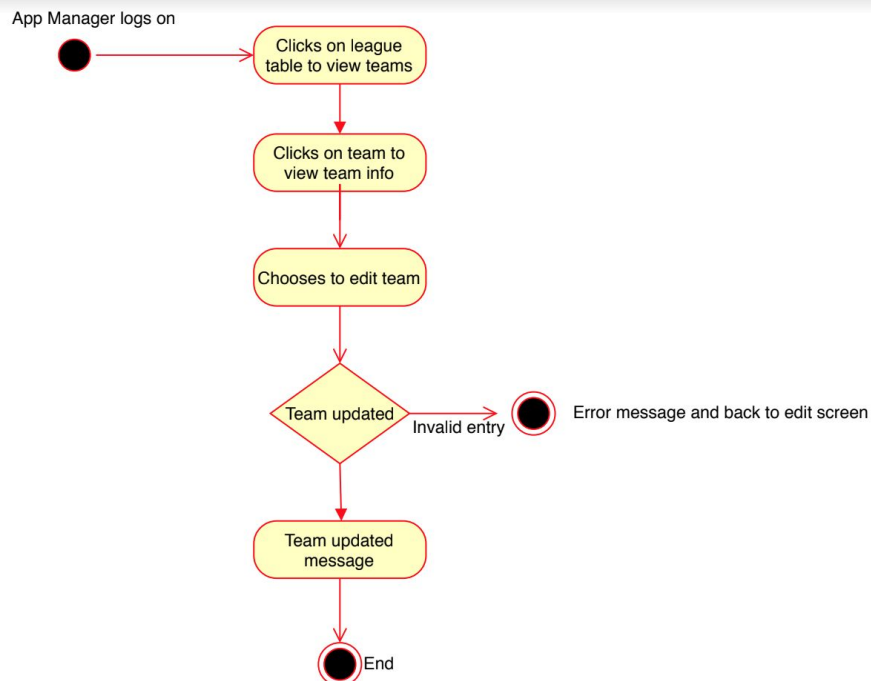 App Manager logs on
Clicks on league
table to view teams
Clicks on team to
view team info
Chooses to edit team
Team updated
Invalid entry
Error message and back to edit screen
Team updated
message
End